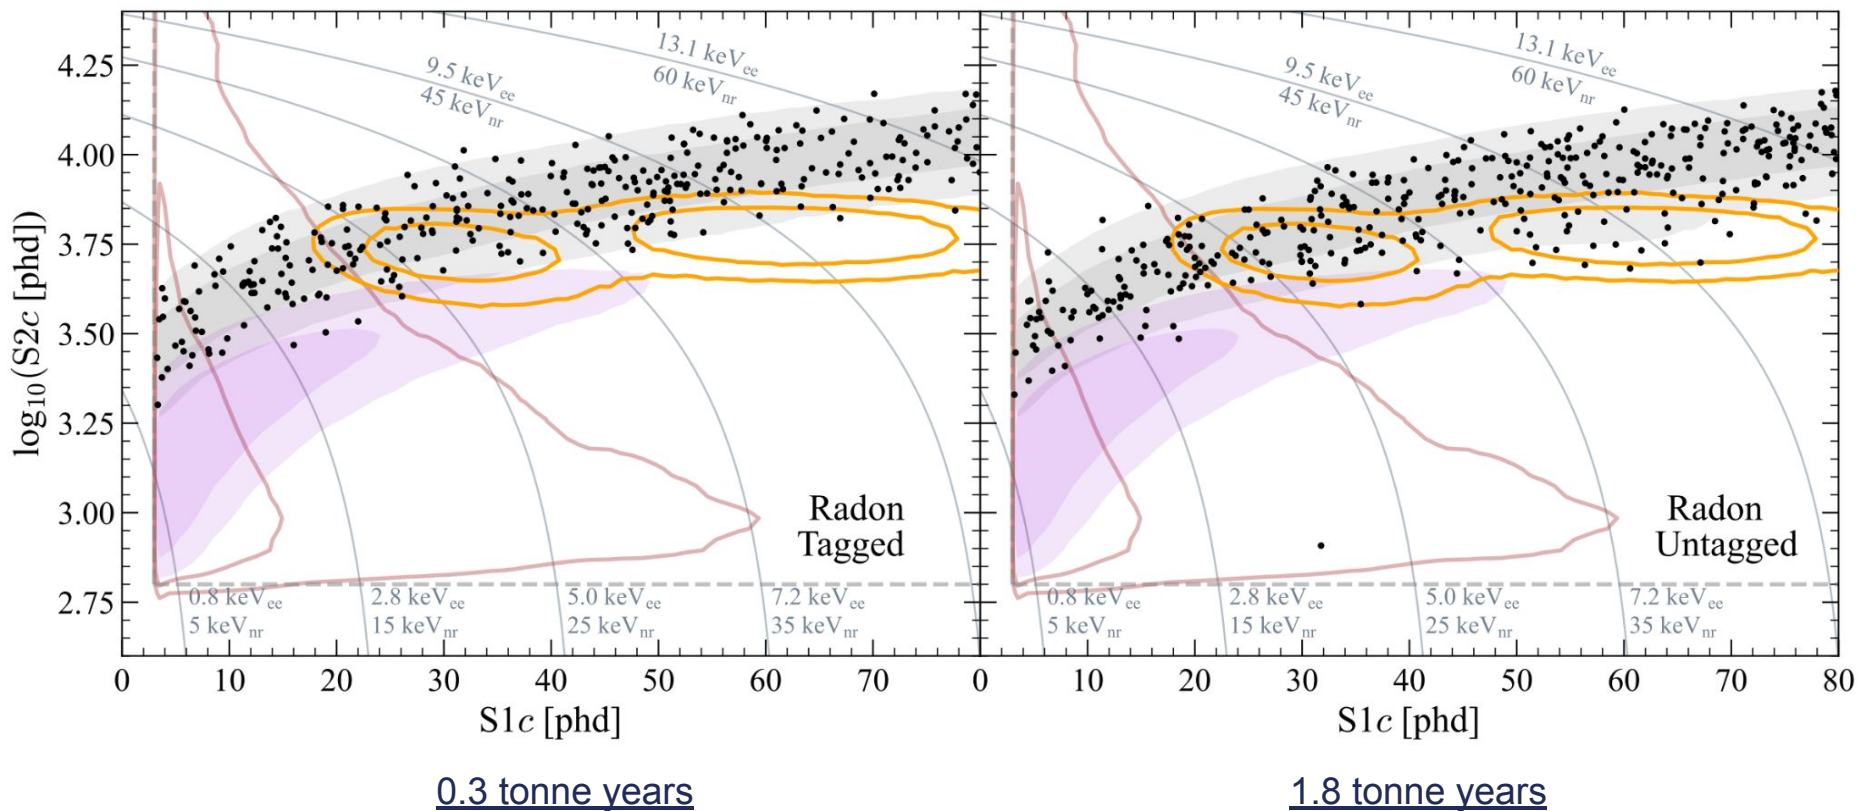 4.25
4.00
3.75
3.50
3.25
3.00
2.75
log₁₀(S2c [phd])
13.1 keVₑₑ
60 keVₙᵣ
9.5 keVₑₑ
45 keVₙᵣ
Radon
Tagged
0.8 keVₑₑ 2.8 keVₑₑ 5.0 keVₑₑ 7.2 keVₑₑ
5 keVₙᵣ 15 keVₙᵣ 25 keVₙᵣ 35 keVₙᵣ
0 10 20 30 40 50 60 70
S1c [phd]
0.3 tonne years
13.1 keVₑₑ
60 keVₙᵣ
9.5 keVₑₑ
45 keVₙᵣ
Radon
Untagged
0.8 keVₑₑ 2.8 keVₑₑ 5.0 keVₑₑ 7.2 keVₑₑ
5 keVₙᵣ 15 keVₙᵣ 25 keVₙᵣ 35 keVₙᵣ
0 10 20 30 40 50 60 70 80
S1c [phd]
1.8 tonne years